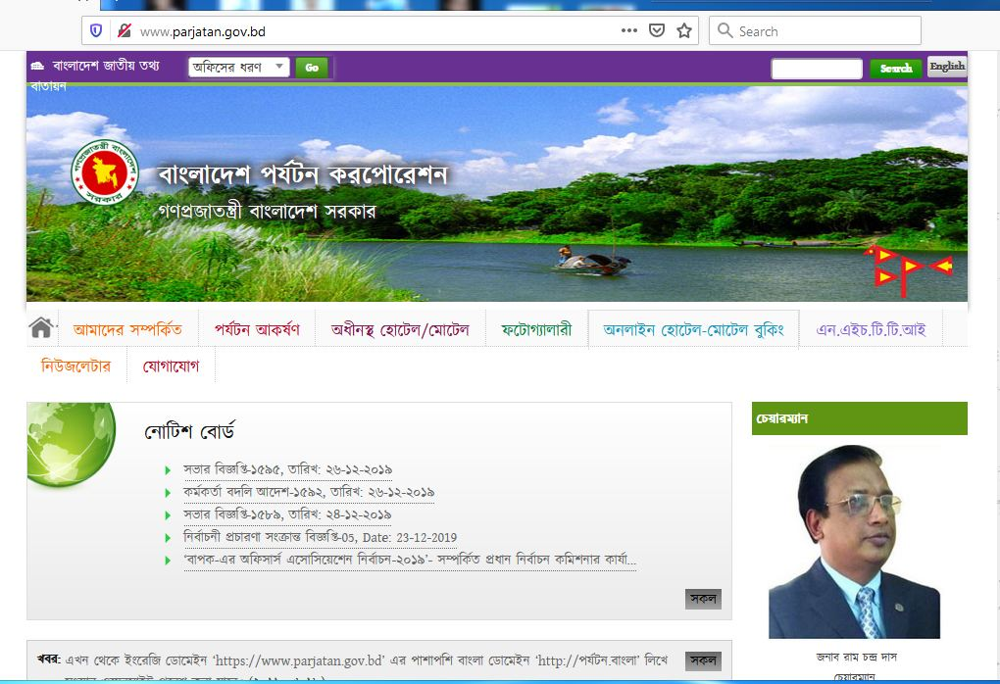 www.parjatan.gov.bd
Search
বাংলাদেশ জাতীয় তথ্য
বাতায়ন
অফিসের ধরণ
Go
Search
English
গণপ্রজাতন্ত্রী বাংলাদেশ
সরকার
বাংলাদেশ পর্যটন করপোরেশন
গণপ্রজাতন্ত্রী বাংলাদেশ সরকার
আমাদের সম্পর্কিত
পর্যটন আকর্ষণ
অধীনস্থ হোটেল/মোটেল
ফটোগ্যালারী
অনলাইন হোটেল-মোটেল বুকিং
এন.এইচ.টি.টি.আই
নিউজলেটার
যোগাযোগ
নোটিশ বোর্ড
সভার বিজ্ঞপ্তি-১৫৯৫, তারিখ: ২৬-১২-২০১৯
কর্মকর্তা বদলি আদেশ-১৫৯২, তারিখ: ২৬-১২-২০১৯
সভার বিজ্ঞপ্তি-১৫৮৯, তারিখ: ২৪-১২-২০১৯
নির্বাচনী প্রচারণা সংক্রান্ত বিজ্ঞপ্তি-05, Date: 23-12-2019
‘বাপক-এর অফিসার্স এসোসিয়েশেন নির্বাচন-২০১৯’- সম্পর্কিত প্রধান নির্বাচন কমিশনার কার্যা...
সকল
চেয়ারম্যান
জনাব রাম চন্দ্র দাস
চেয়ারম্যান
খবর: এখন থেকে ইংরেজি ডোমেইন ‘https://www.parjatan.gov.bd’ এর পাশাপশি বাংলা ডোমেইন ‘http://পর্যটন.বাংলা’ লিখে
সকল